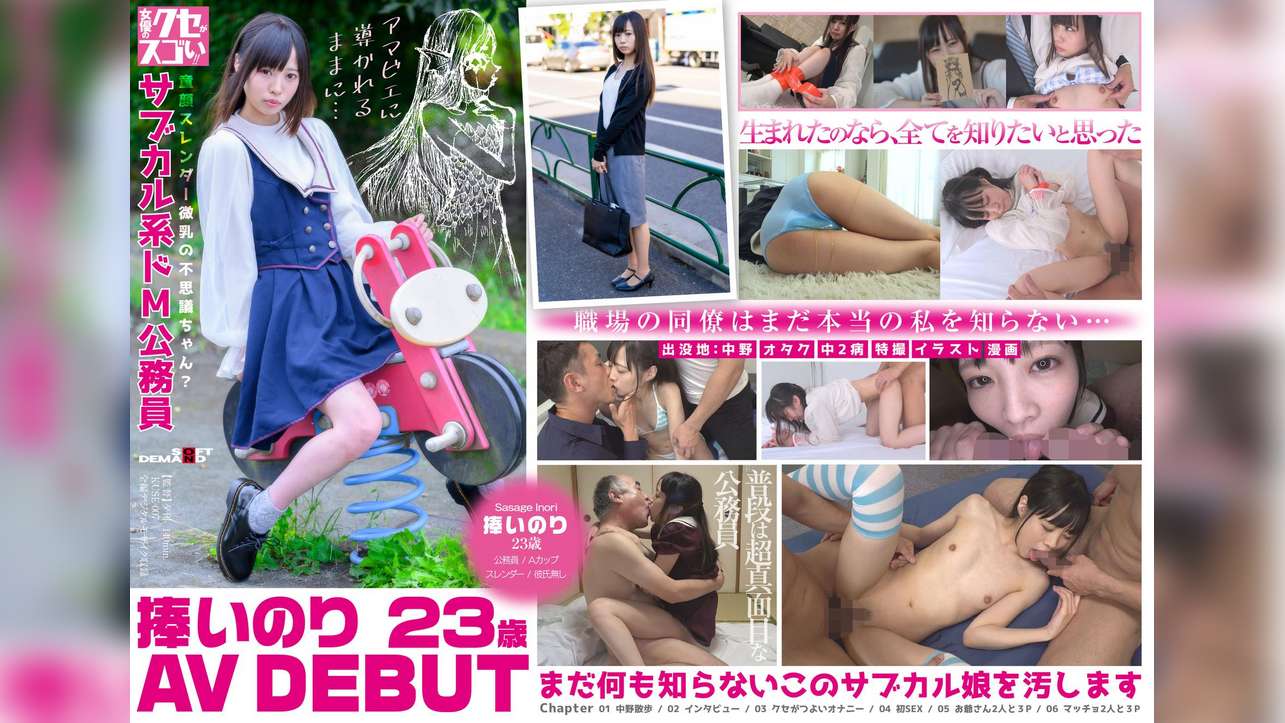 女優のクセがスゴい!!
童顔スレンダー微乳の不思議ちゃん?
サブカル系ドM公務員
アマビエに
導かれる
ままに…
SOFT
ON
DEMAND
Sasage Inori
捧いのり
23歳
公務員 / Aカップ
スレンダー / 彼氏無し
捧いのり 23歳
AV DEBUT
生まれたのなら、全てを知りたいと思った
職場の同僚はまだ本当の私を知らない…
出没地:中野 オタク 中2病 特撮 イラスト 漫画
普段は超真面目な
公務員
まだ何も知らないこのサブカル娘を汚します
Chapter 01 中野散歩 / 02 インタビュー / 03 クセがつよいオナニー / 04 初SEX / 05 お爺さん2人と3P / 06 マッチョ2人と3P